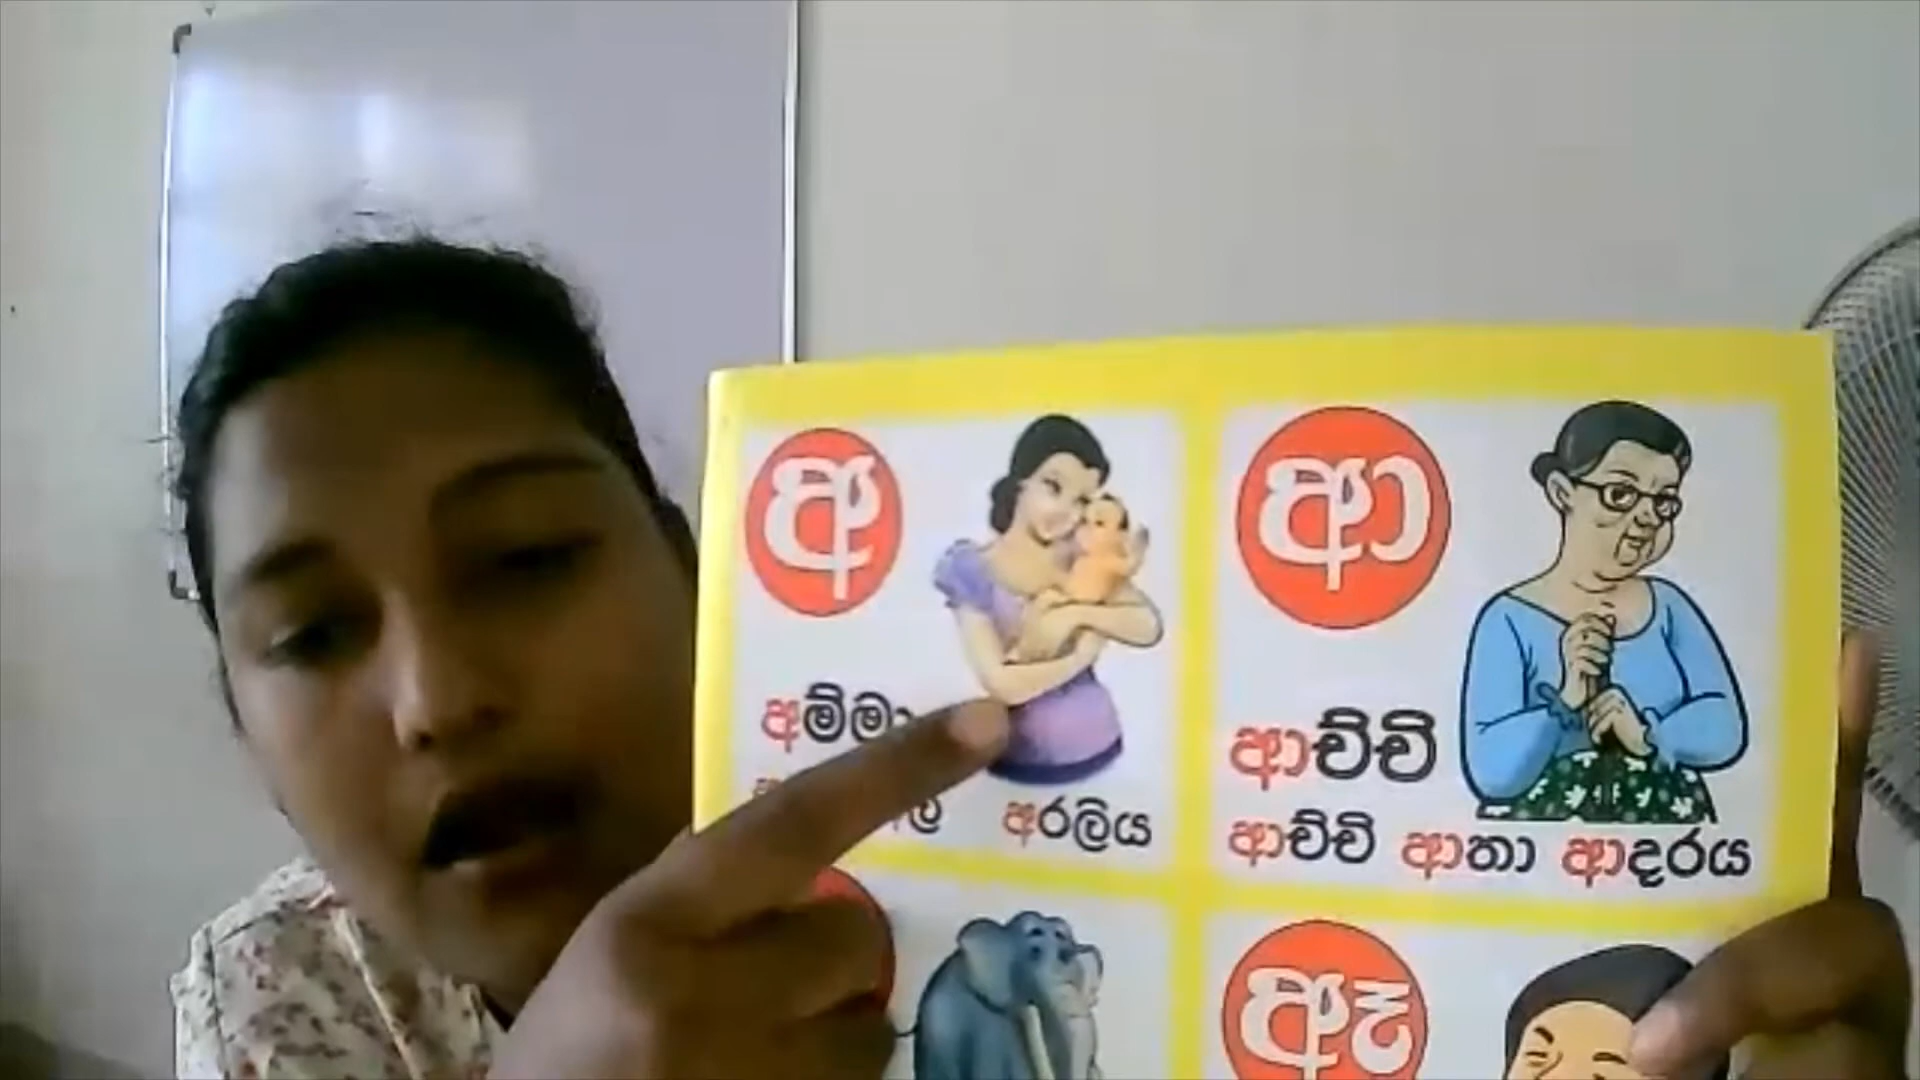 අ
අම්මා
අරලිය
ආ
ආච්චි
ආච්චි ආතා ආදරය
ඈ